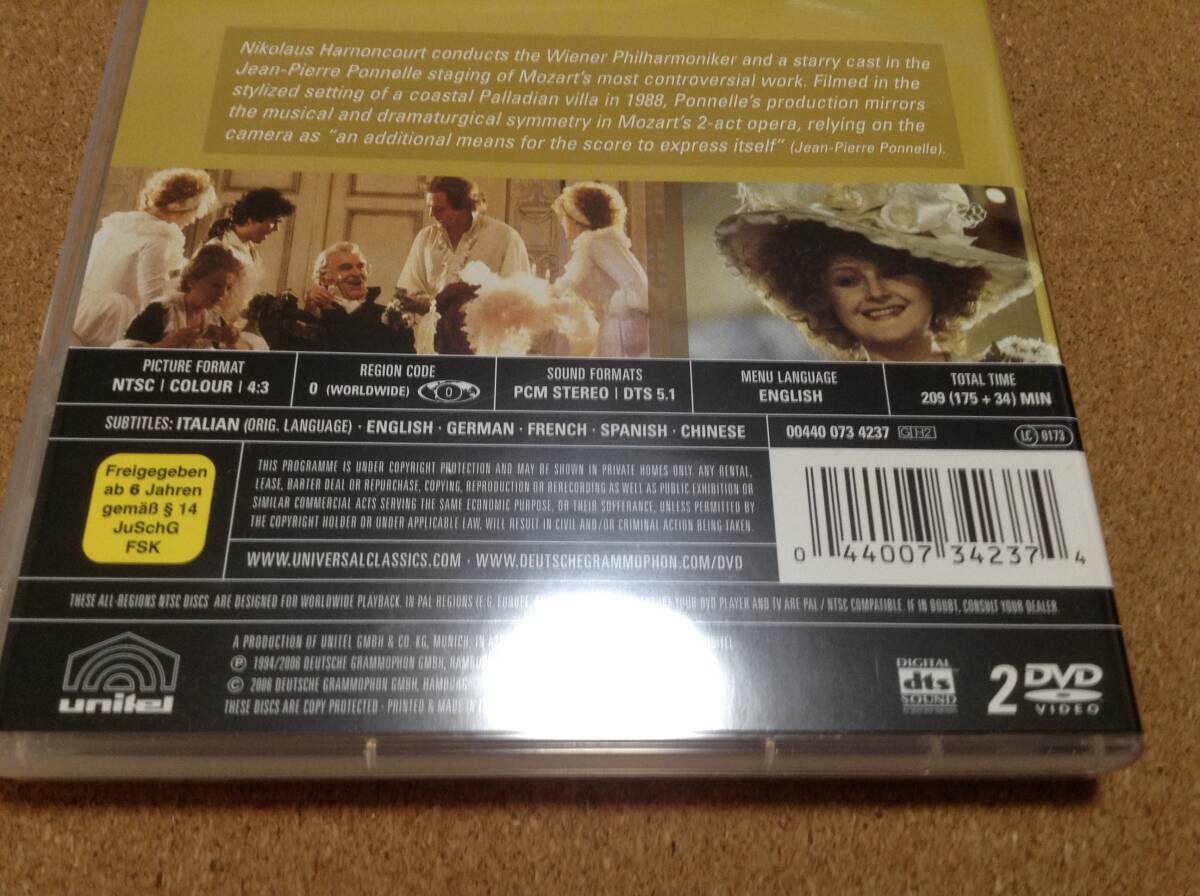 Nikolaus Harnoncourt conducts the Wiener Philharmoniker and a starry cast in the
Jean-Pierre Ponnelle staging of Mozart's most controversial work. Filmed in the
stylized setting of a coastal Palladian villa in 1988, Ponnelle's production mirrors
the musical and dramaturgical symmetry in Mozart's 2-act opera, relying on the
camera as "an additional means for the score to express itself" (Jean-Pierre Ponnelle).
PICTURE FORMAT
NTSC | COLOUR | 4:3
REGION CODE
0 (WORLDWIDE) 0
SOUND FORMATS
PCM STEREO | DTS 5.1
MENU LANGUAGE
ENGLISH
TOTAL TIME
209 (175 + 34) MIN
SUBTITLES: ITALIAN (ORIG. LANGUAGE) · ENGLISH · GERMAN · FRENCH · SPANISH · CHINESE
00440 073 4237 GH2
LC 0173
Freigegeben
ab 6 Jahren
gemäß § 14
JuSchG
FSK
THIS PROGRAMME IS UNDER COPYRIGHT PROTECTION AND MAY BE SHOWN IN PRIVATE HOMES ONLY. ANY RENTAL,
LEASE, BARTER DEAL OR REPURCHASE, COPYING, REPRODUCTION OR RERECORDING AS WELL AS PUBLIC EXHIBITION OR
SIMILAR COMMERCIAL ACTS SERVING THE SAME ECONOMIC PURPOSE, OR THEIR SUFFERANCE, UNLESS PERMITTED BY
THE COPYRIGHT HOLDER OR UNDER APPLICABLE LAW, WILL RESULT IN CIVIL AND/OR CRIMINAL ACTION BEING TAKEN.
WWW.UNIVERSALCLASSICS.COM · WWW.DEUTSCHEGRAMMOPHON.COM/DVD
0 44007 34237 4
THESE ALL-REGIONS NTSC DISCS ARE DESIGNED FOR WORLDWIDE PLAYBACK. IN PAL REGIONS (E.G. EUROPE, YOUR DVD PLAYER AND TV ARE PAL / NTSC COMPATIBLE. IF IN DOUBT, CONSULT YOUR DEALER.
A PRODUCTION OF UNITEL GMBH & CO. KG, MUNICH. IN
℗ 1994/2006 DEUTSCHE GRAMMOPHON GMBH,
© 2006 DEUTSCHE GRAMMOPHON GMBH, HAMBURG
THESE DISCS ARE COPY PROTECTED · PRINTED & MADE IN
unitel
DIGITAL
dts
SOUND
2 DVD
VIDEO